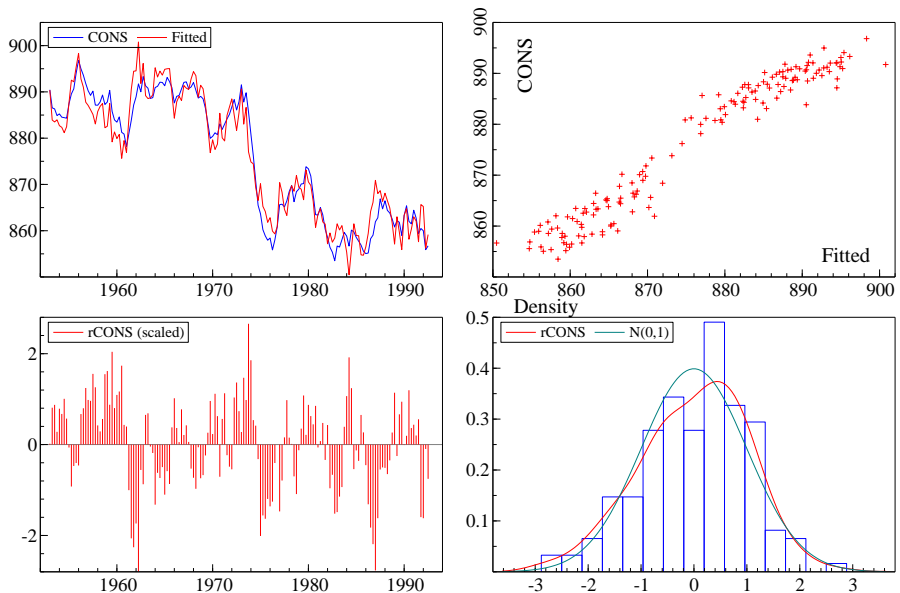 CONS Fitted
900
890
880
870
860
1960 1970 1980 1990
CONS
900
890
880
870
860
Fitted
850 860 870 880 890 900
rCONS (scaled)
2
0
-2
1960 1970 1980 1990
Density
rCONS N(0,1)
0.5
0.4
0.3
0.2
0.1
-3 -2 -1 0 1 2 3